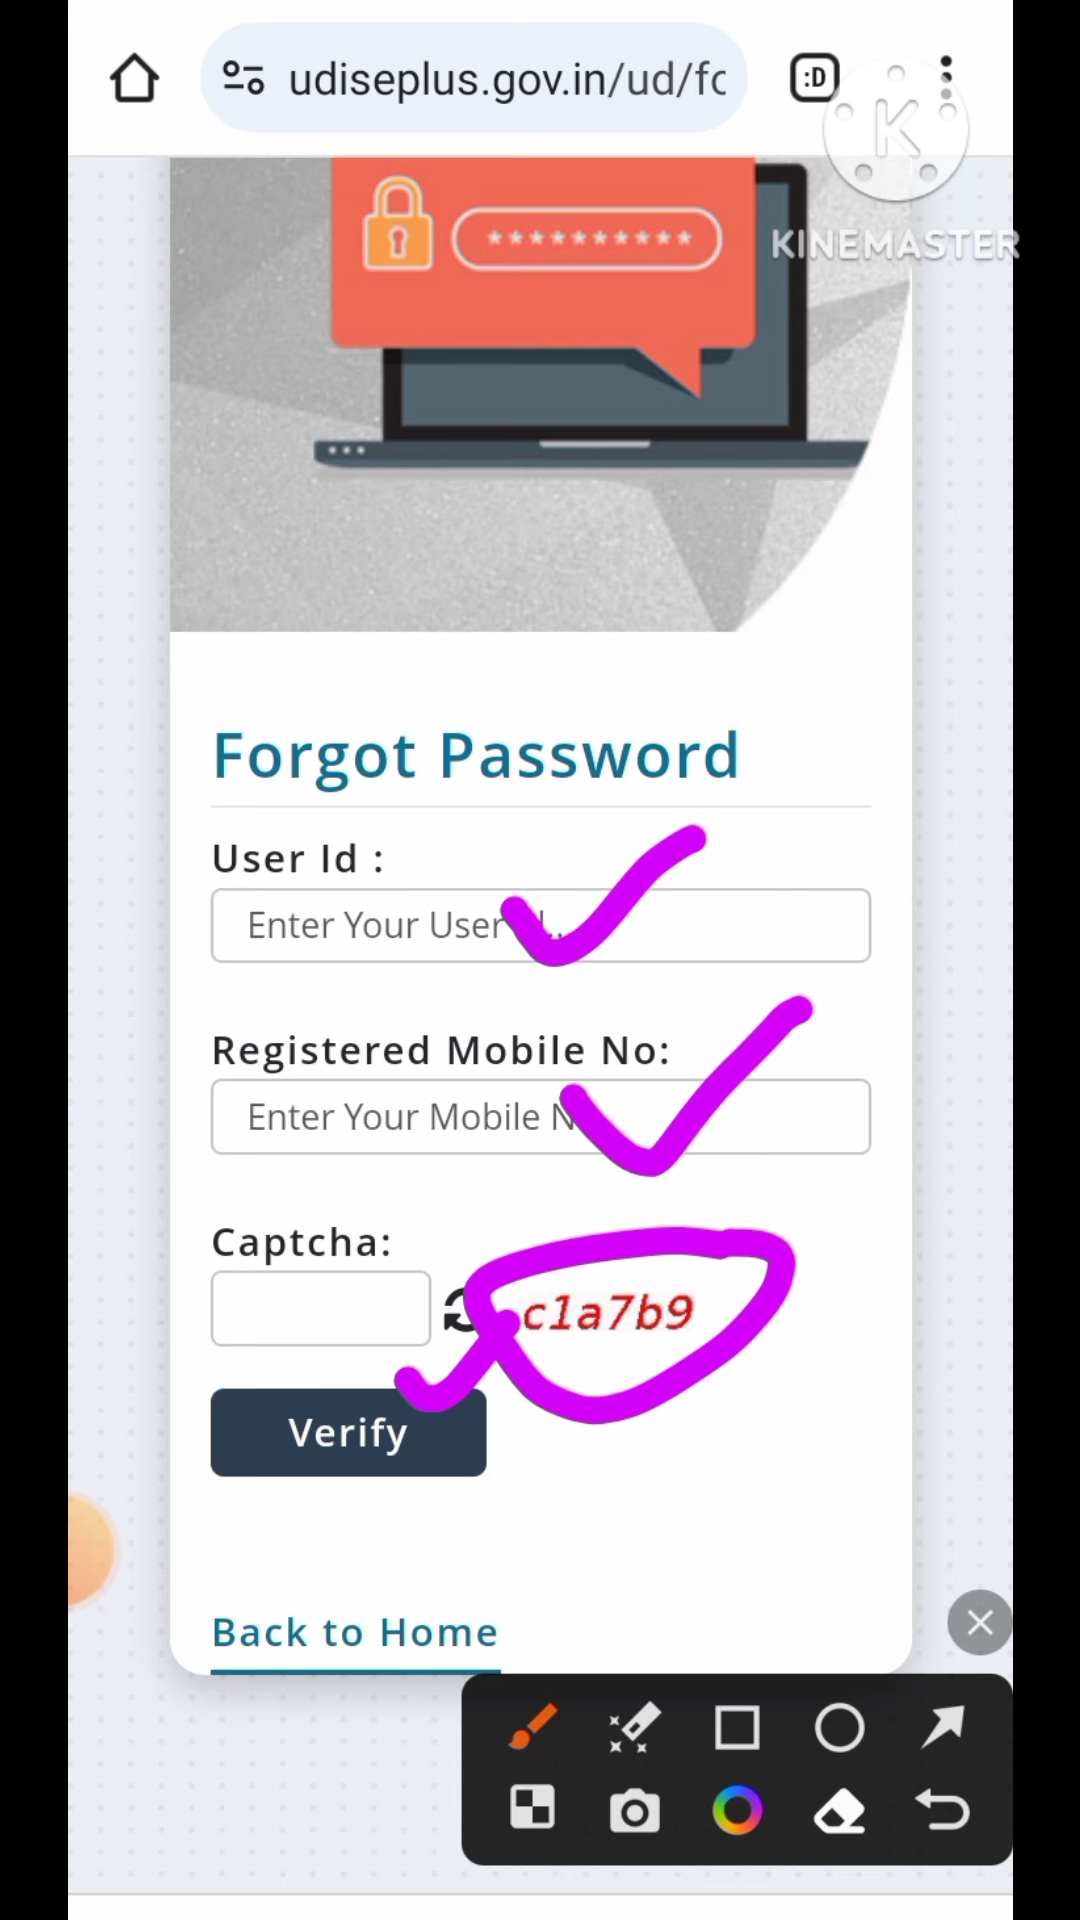 udiseplus.gov.in/ud/fo
:D
K
KINEMASTER
**********
Forgot Password
User Id :
Enter Your User
Registered Mobile No:
Enter Your Mobile N
Captcha:
c1a7b9
Verify
Back to Home